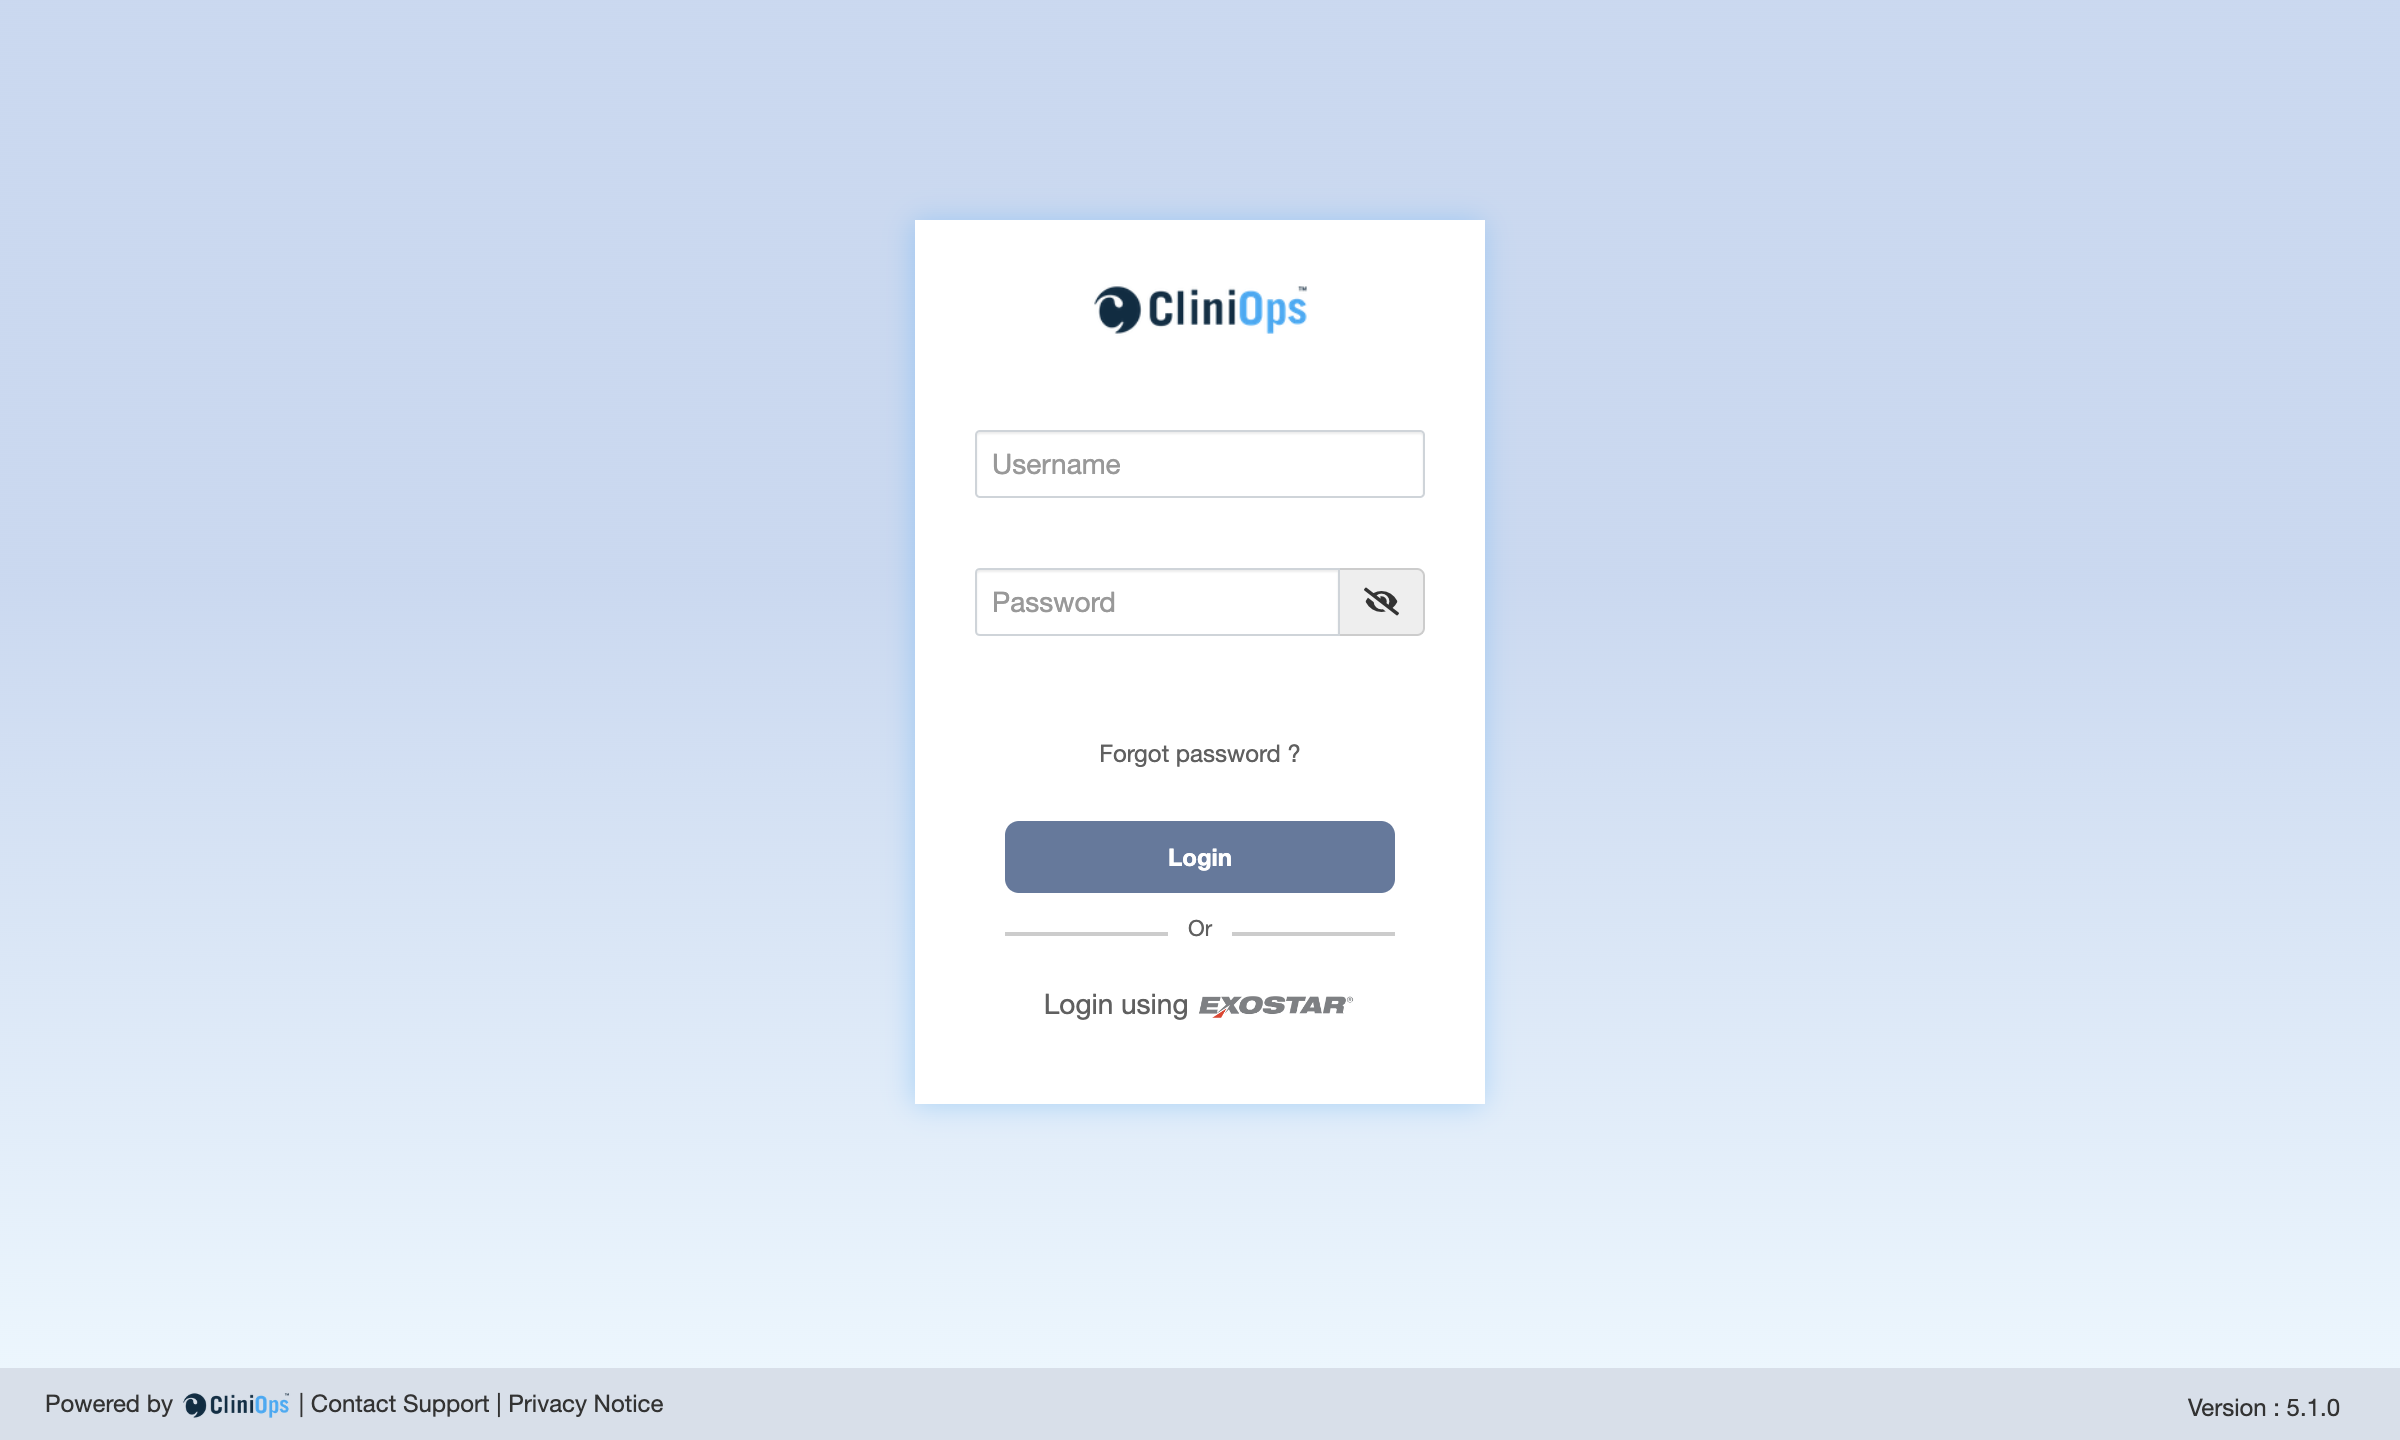 CliniOps™
Username
Password
Forgot password ?
Login
Or
Login using EXOSTAR®
Powered by CliniOps™ | Contact Support | Privacy Notice
Version : 5.1.0